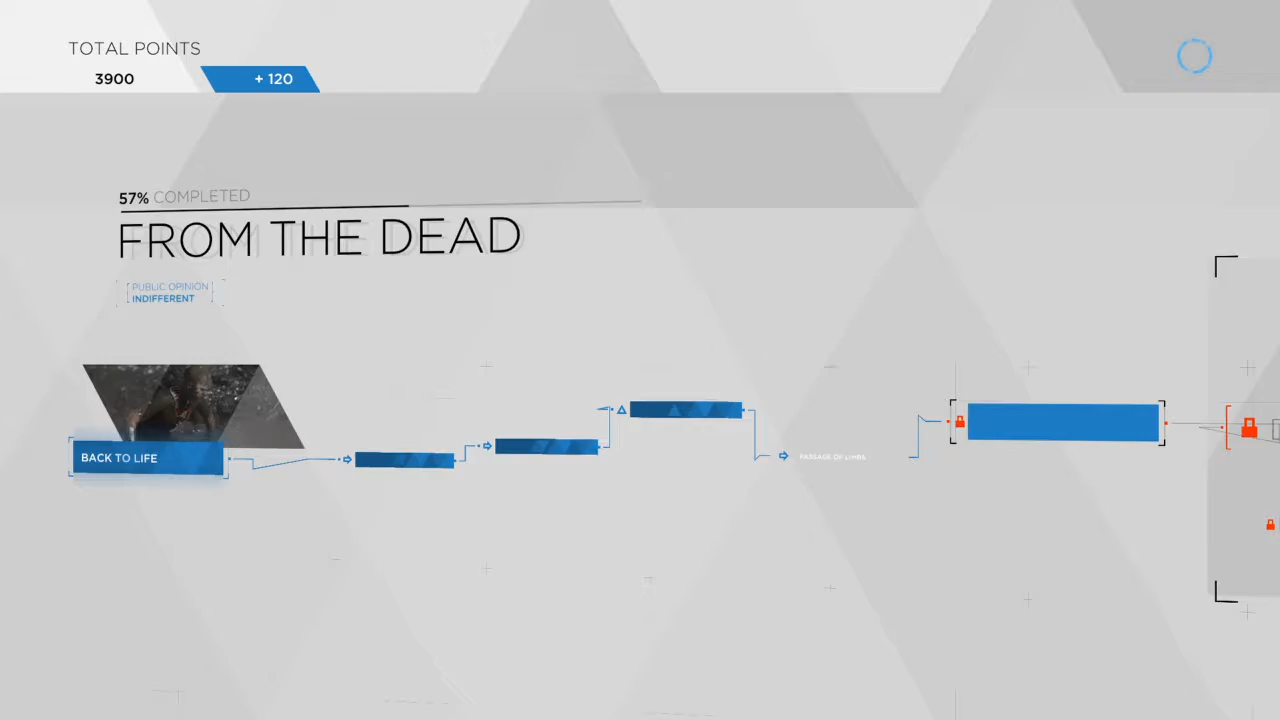 TOTAL POINTS
3900
+ 120
57% COMPLETED
FROM THE DEAD
PUBLIC OPINION
INDIFFERENT
BACK TO LIFE
PASSAGE OF LIMBS